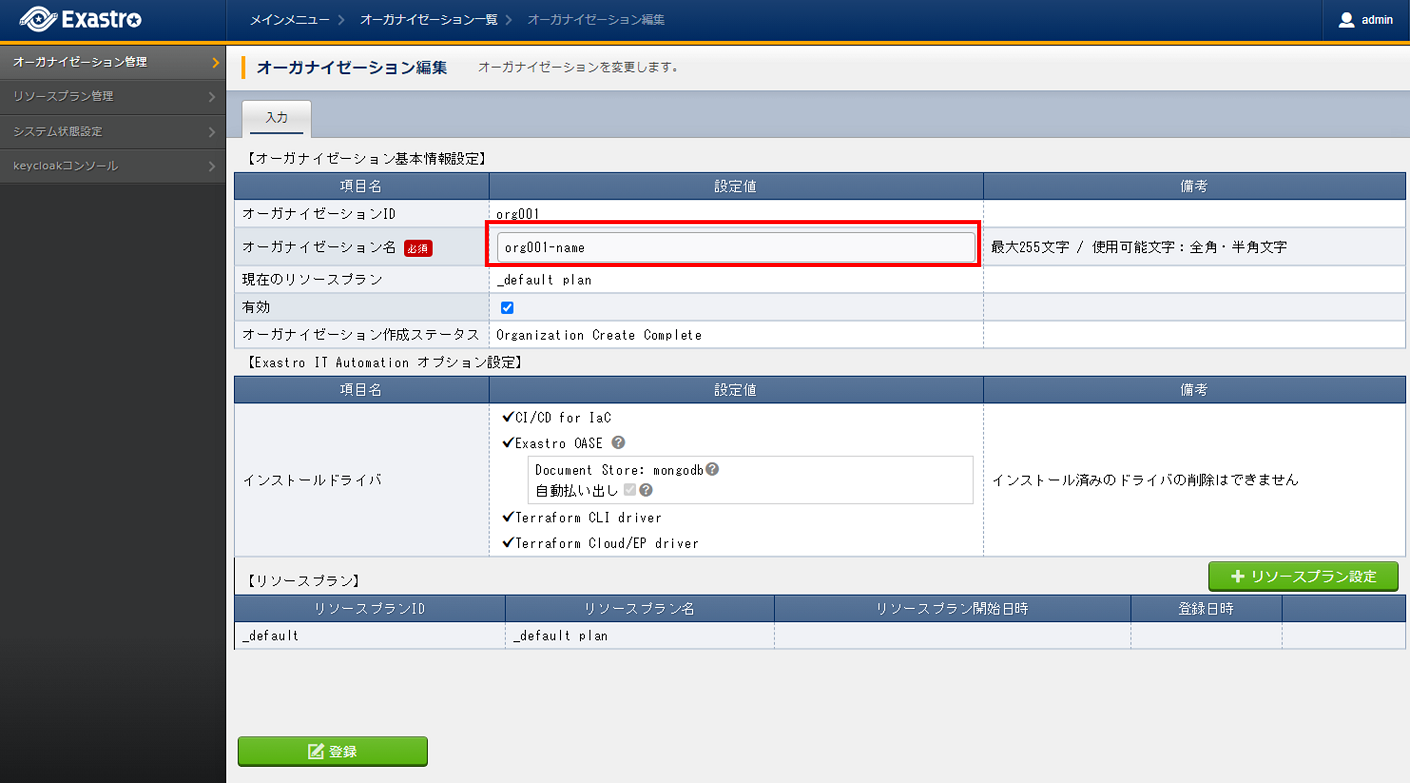 Exastro
メインメニュー オーガナイゼーション一覧 オーガナイゼーション編集
admin
オーガナイゼーション管理
リソースプラン管理
システム状態設定
keycloakコンソール
オーガナイゼーション編集 オーガナイゼーションを変更します。
入力
【オーガナイゼーション基本情報設定】
項目名 設定値 備考
オーガナイゼーションID org001
オーガナイゼーション名 必須 org001-name 最大255文字 / 使用可能文字：全角・半角文字
現在のリソースプラン _default plan
有効
オーガナイゼーション作成ステータス Organization Create Complete
【Exastro IT Automation オプション設定】
項目名 設定値 備考
インストールドライバ
✔CI/CD for IaC
✔Exastro OASE ?
Document Store: mongodb ?
自動払い出し ?
✔Terraform CLI driver
✔Terraform Cloud/EP driver
インストール済みのドライバの削除はできません
【リソースプラン】
＋ リソースプラン設定
リソースプランID リソースプラン名 リソースプラン開始日時 登録日時
_default _default plan
登録